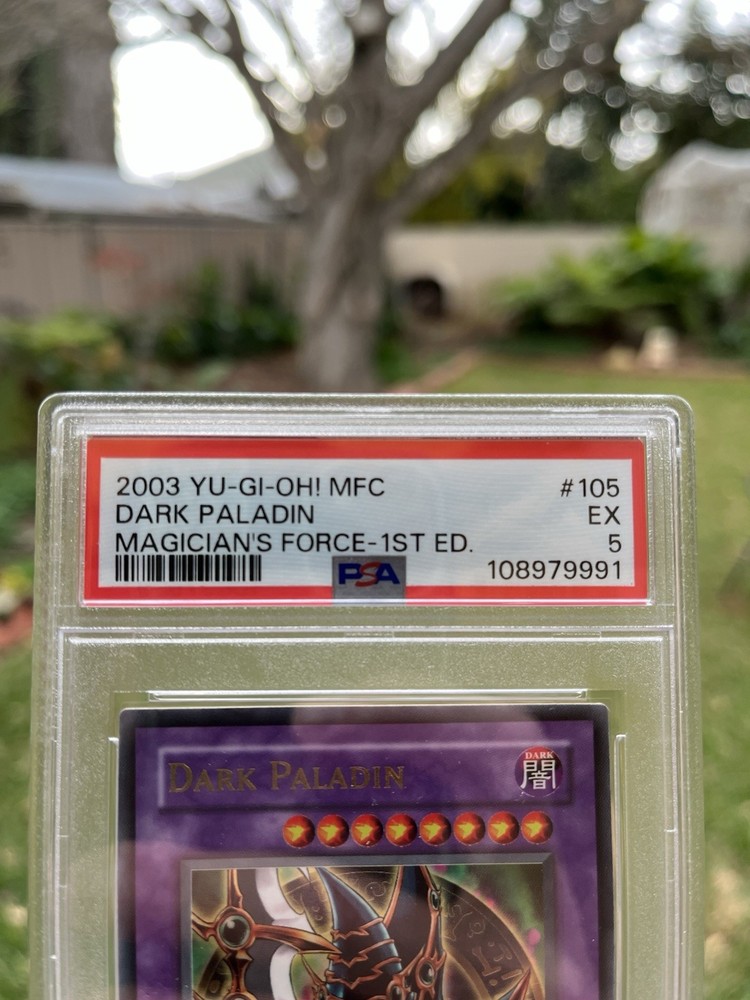 2003 YU-GI-OH! MFC #105
DARK PALADIN EX
MAGICIAN'S FORCE-1ST ED. 5
PSA 108979991
DARK PALADIN
DARK
闇